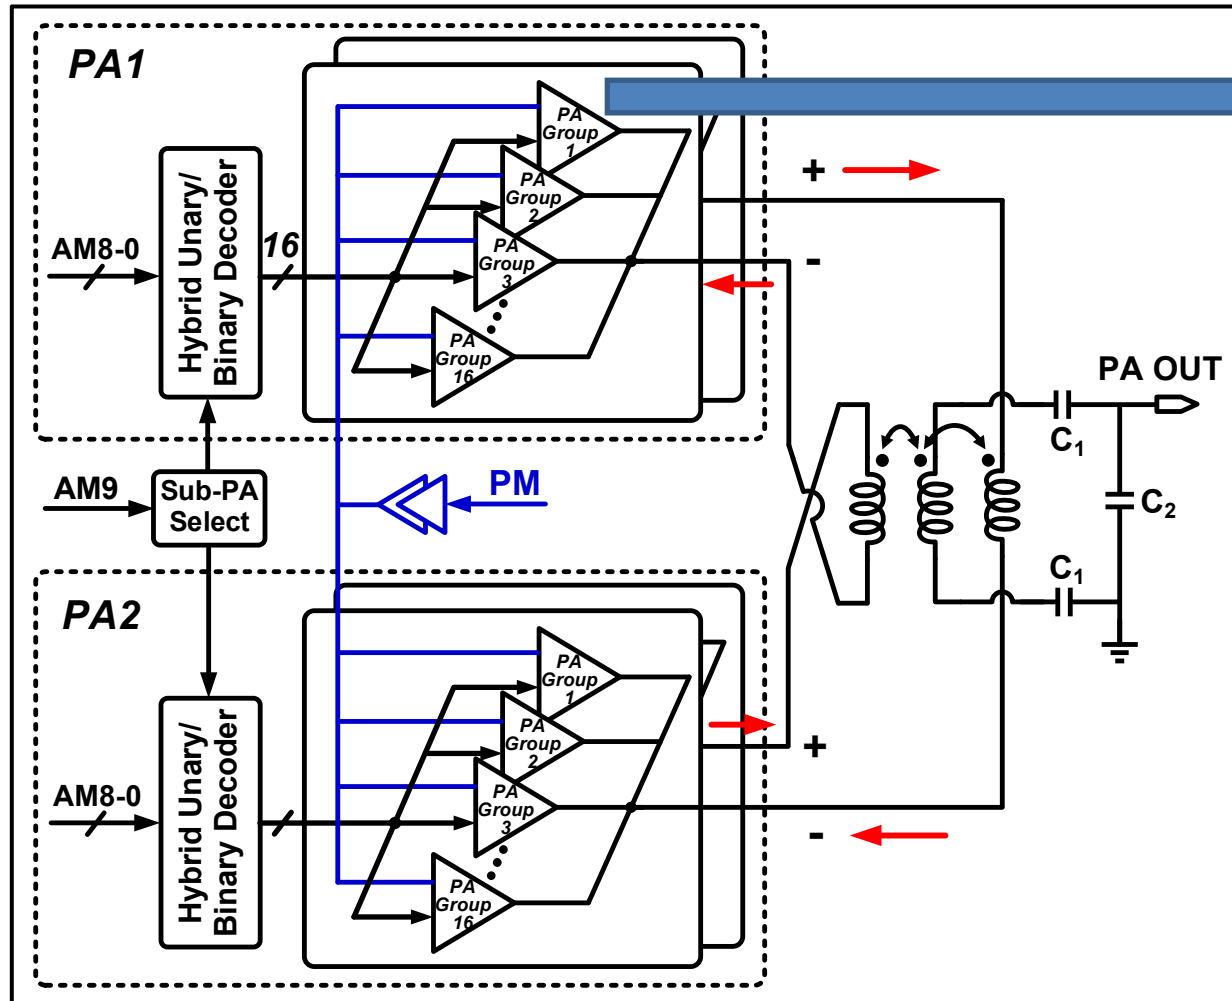 PA1
PA
Group
1
PA
Group
2
PA
Group
3
PA
Group
16
+
-
AM8-0
Hybrid Unary/
Binary Decoder
16
PA OUT
C1
C2
C1
AM9
Sub-PA
Select
PM
PA2
PA
Group
1
PA
Group
2
PA
Group
3
PA
Group
16
+
-
AM8-0
Hybrid Unary/
Binary Decoder